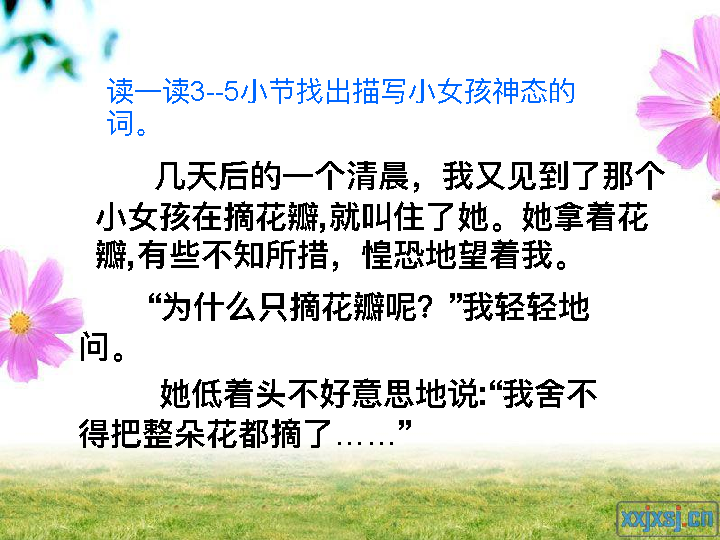 读一读3--5小节找出描写小女孩神态的
词。
几天后的一个清晨，我又见到了那个
小女孩在摘花瓣,就叫住了她。她拿着花
瓣,有些不知所措，惶恐地望着我。
“为什么只摘花瓣呢？”我轻轻地
问。
她低着头不好意思地说:“我舍不
得把整朵花都摘了……”
xxjxsj.cn